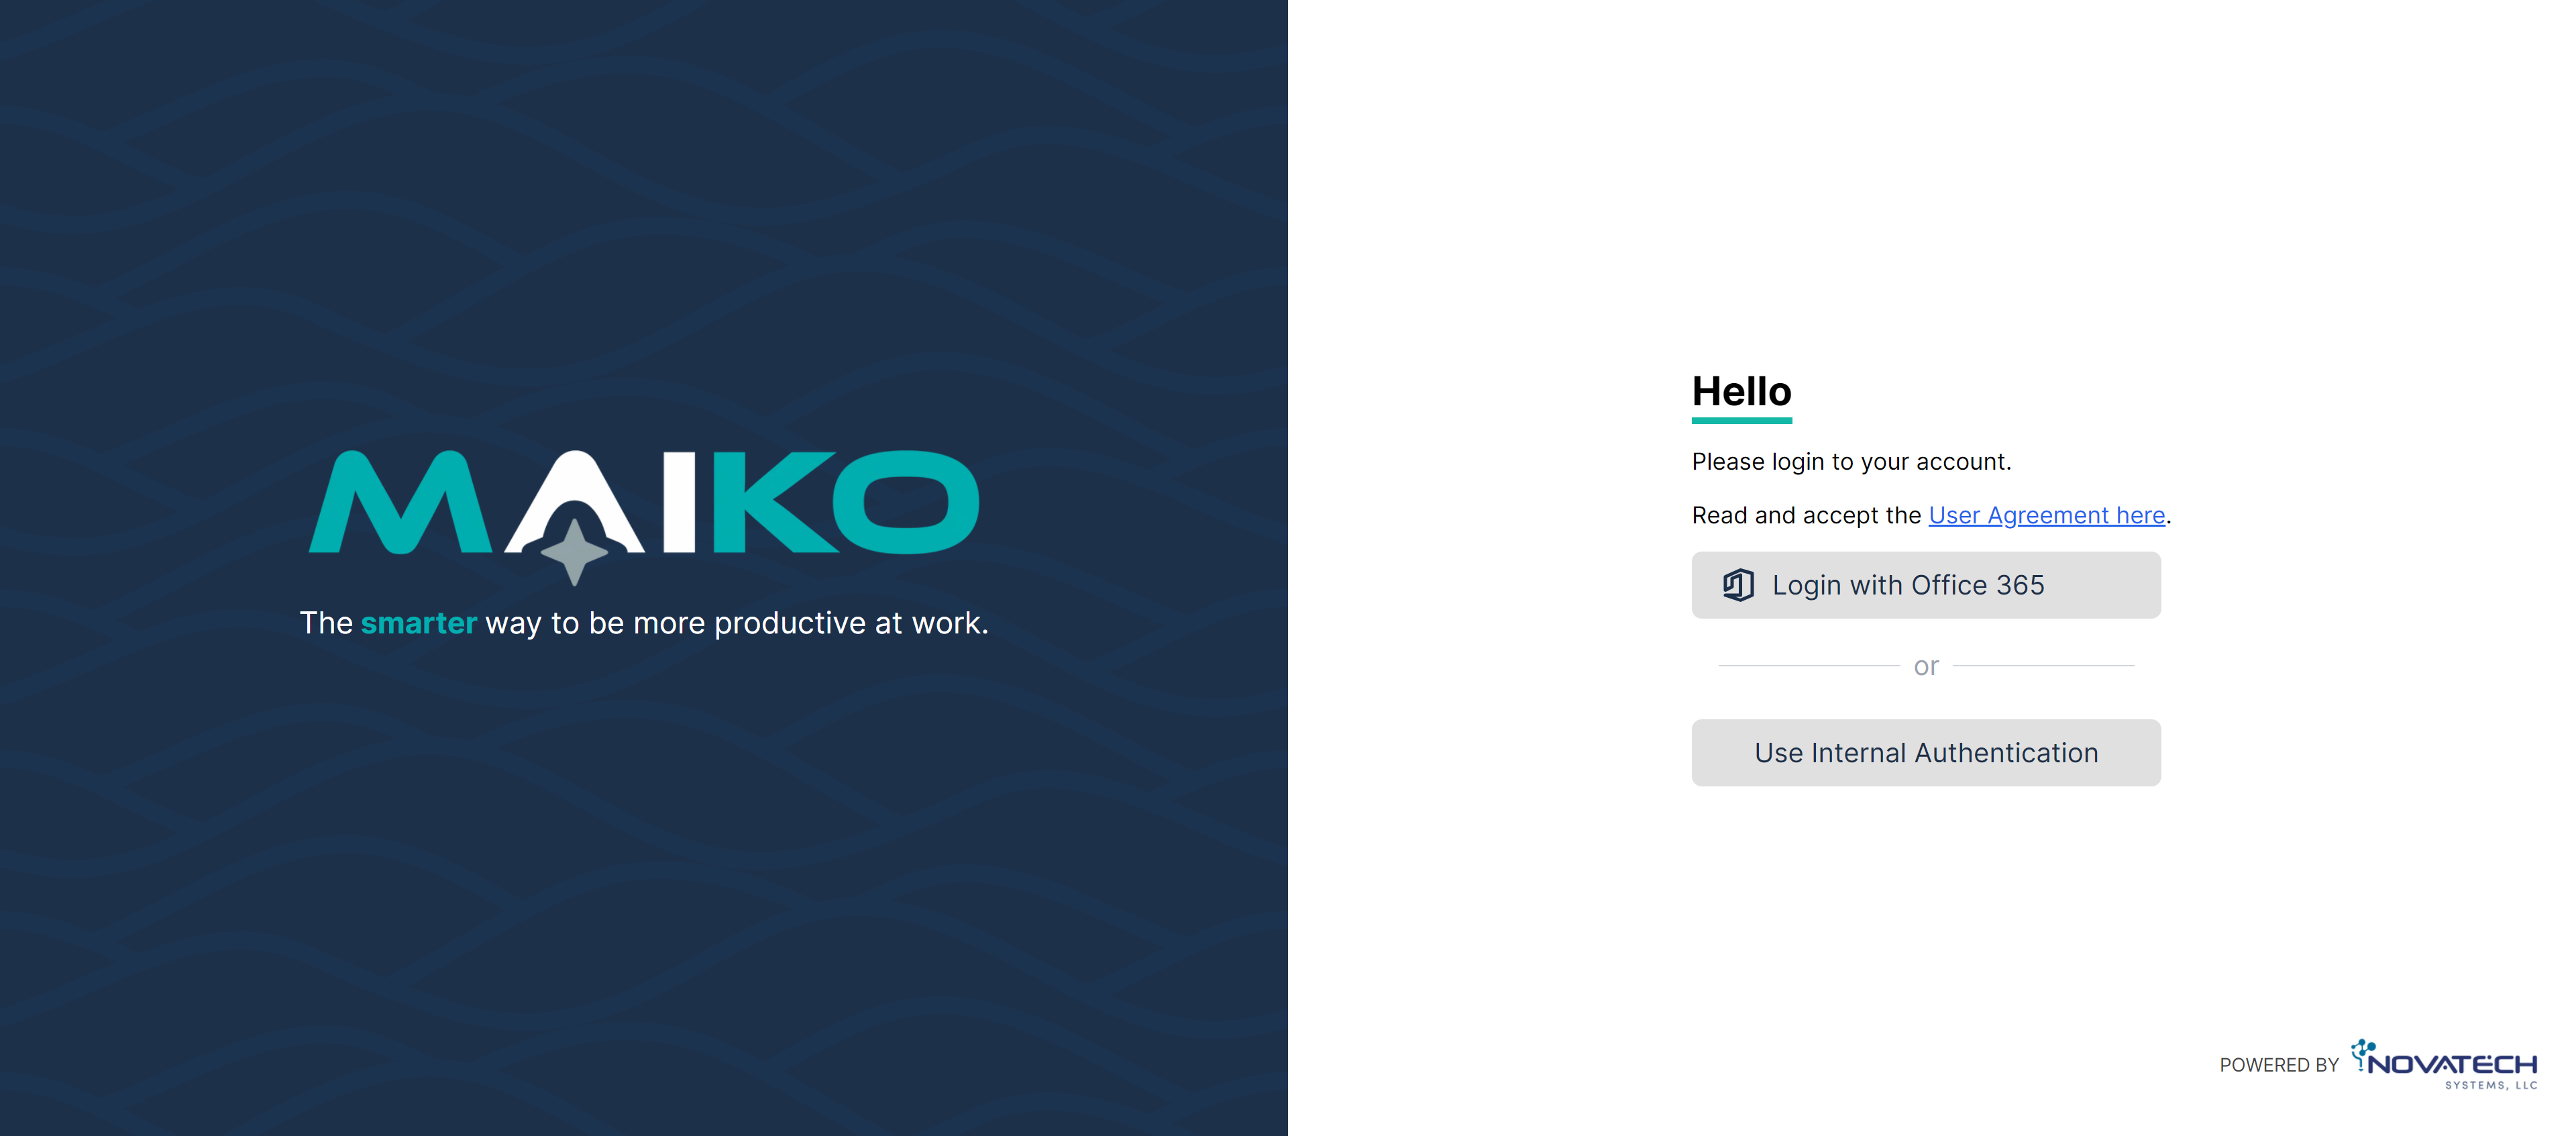 MAIKO
The smarter way to be more productive at work.
Hello
Please login to your account.
Read and accept the User Agreement here.
Login with Office 365
or
Use Internal Authentication
POWERED BY NOVATECH
SYSTEMS, LLC